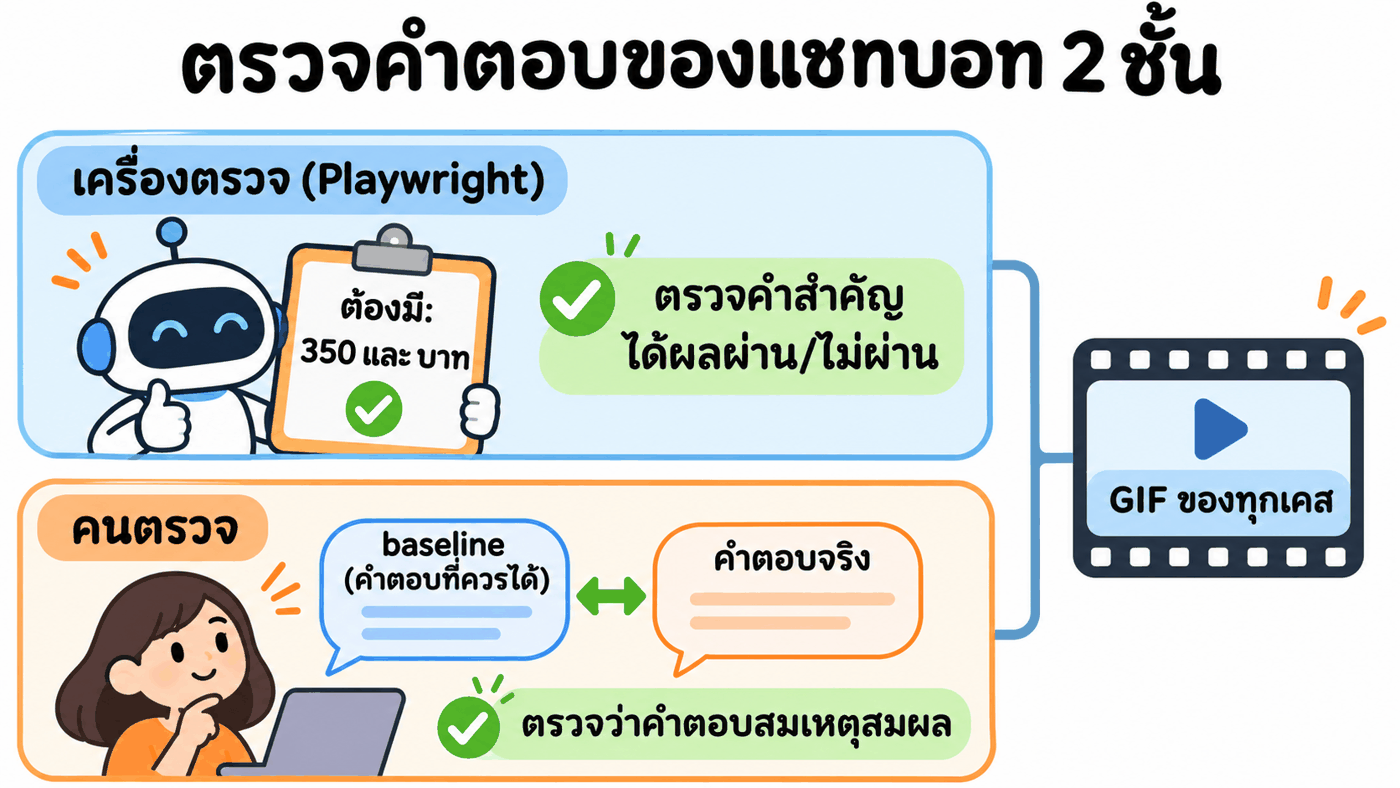 ตรวจคำตอบของแชทบอท 2 ชั้น
เครื่องตรวจ (Playwright)
ต้องมี:
350 และ บาท
ตรวจคำสำคัญ
ได้ผลผ่าน/ไม่ผ่าน
คนตรวจ
baseline
(คำตอบที่ควรได้)
คำตอบจริง
ตรวจว่าคำตอบสมเหตุสมผล
GIF ของทุกเคส